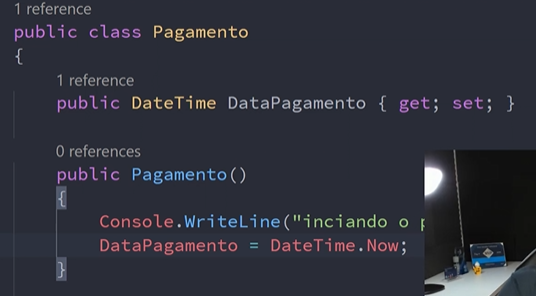 1 reference
public class Pagamento
{
1 reference
public DateTime DataPagamento { get; set; }
0 references
public Pagamento()
{
Console.WriteLine("inciando o
DataPagamento = DateTime.Now;
}